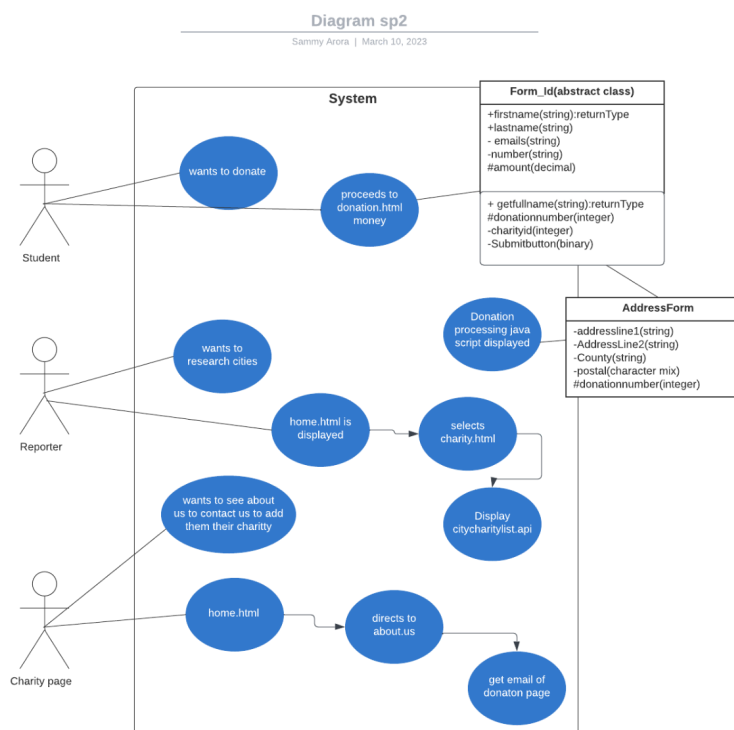 Diagram sp2
Sammy Arora | March 10, 2023
System
Form_Id(abstract class)
+firstname(string):returnType
+lastname(string)
- emails(string)
-number(string)
#amount(decimal)
+ getfullname(string):returnType
#donationnumber(integer)
-charityid(integer)
-Submitbutton(binary)
wants to donate
proceeds to
donation.html
money
Student
AddressForm
-addressline1(string)
-AddressLine2(string)
-County(string)
-postal(character mix)
#donationnumber(integer)
Donation
processing java
script displayed
wants to
research cities
Reporter
home.html is
displayed
selects
charity.html
Display
citycharitylist.api
wants to see about
us to contact us to add
them their charitty
home.html
directs to
about.us
get email of
donaton page
Charity page